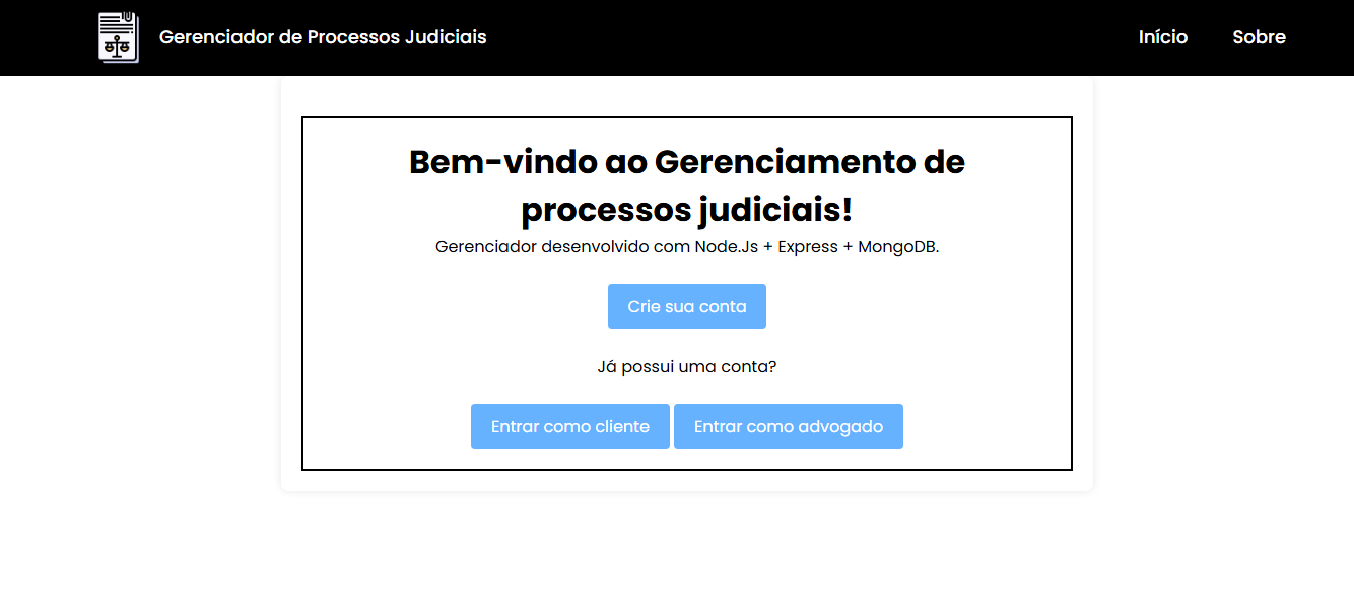 Gerenciador de Processos Judiciais
Início
Sobre
Bem-vindo ao Gerenciamento de
processos judiciais!
Gerenciador desenvolvido com Node.Js + Express + MongoDB.
Crie sua conta
Já possui uma conta?
Entrar como cliente
Entrar como advogado